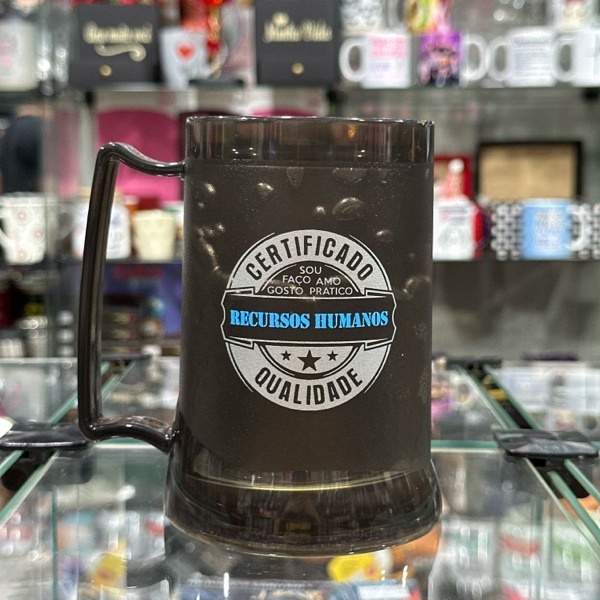 CERTIFICADO
SOU
FAÇO AMO
GOSTO PRATICO
RECURSOS HUMANOS
QUALIDADE